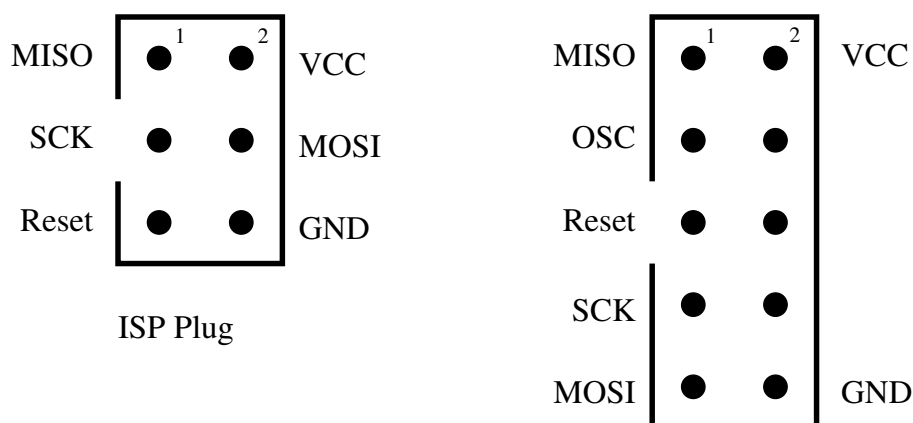 1 2
MISO VCC
SCK MOSI
Reset GND
ISP Plug
1 2
MISO VCC
OSC
Reset
SCK
MOSI GND